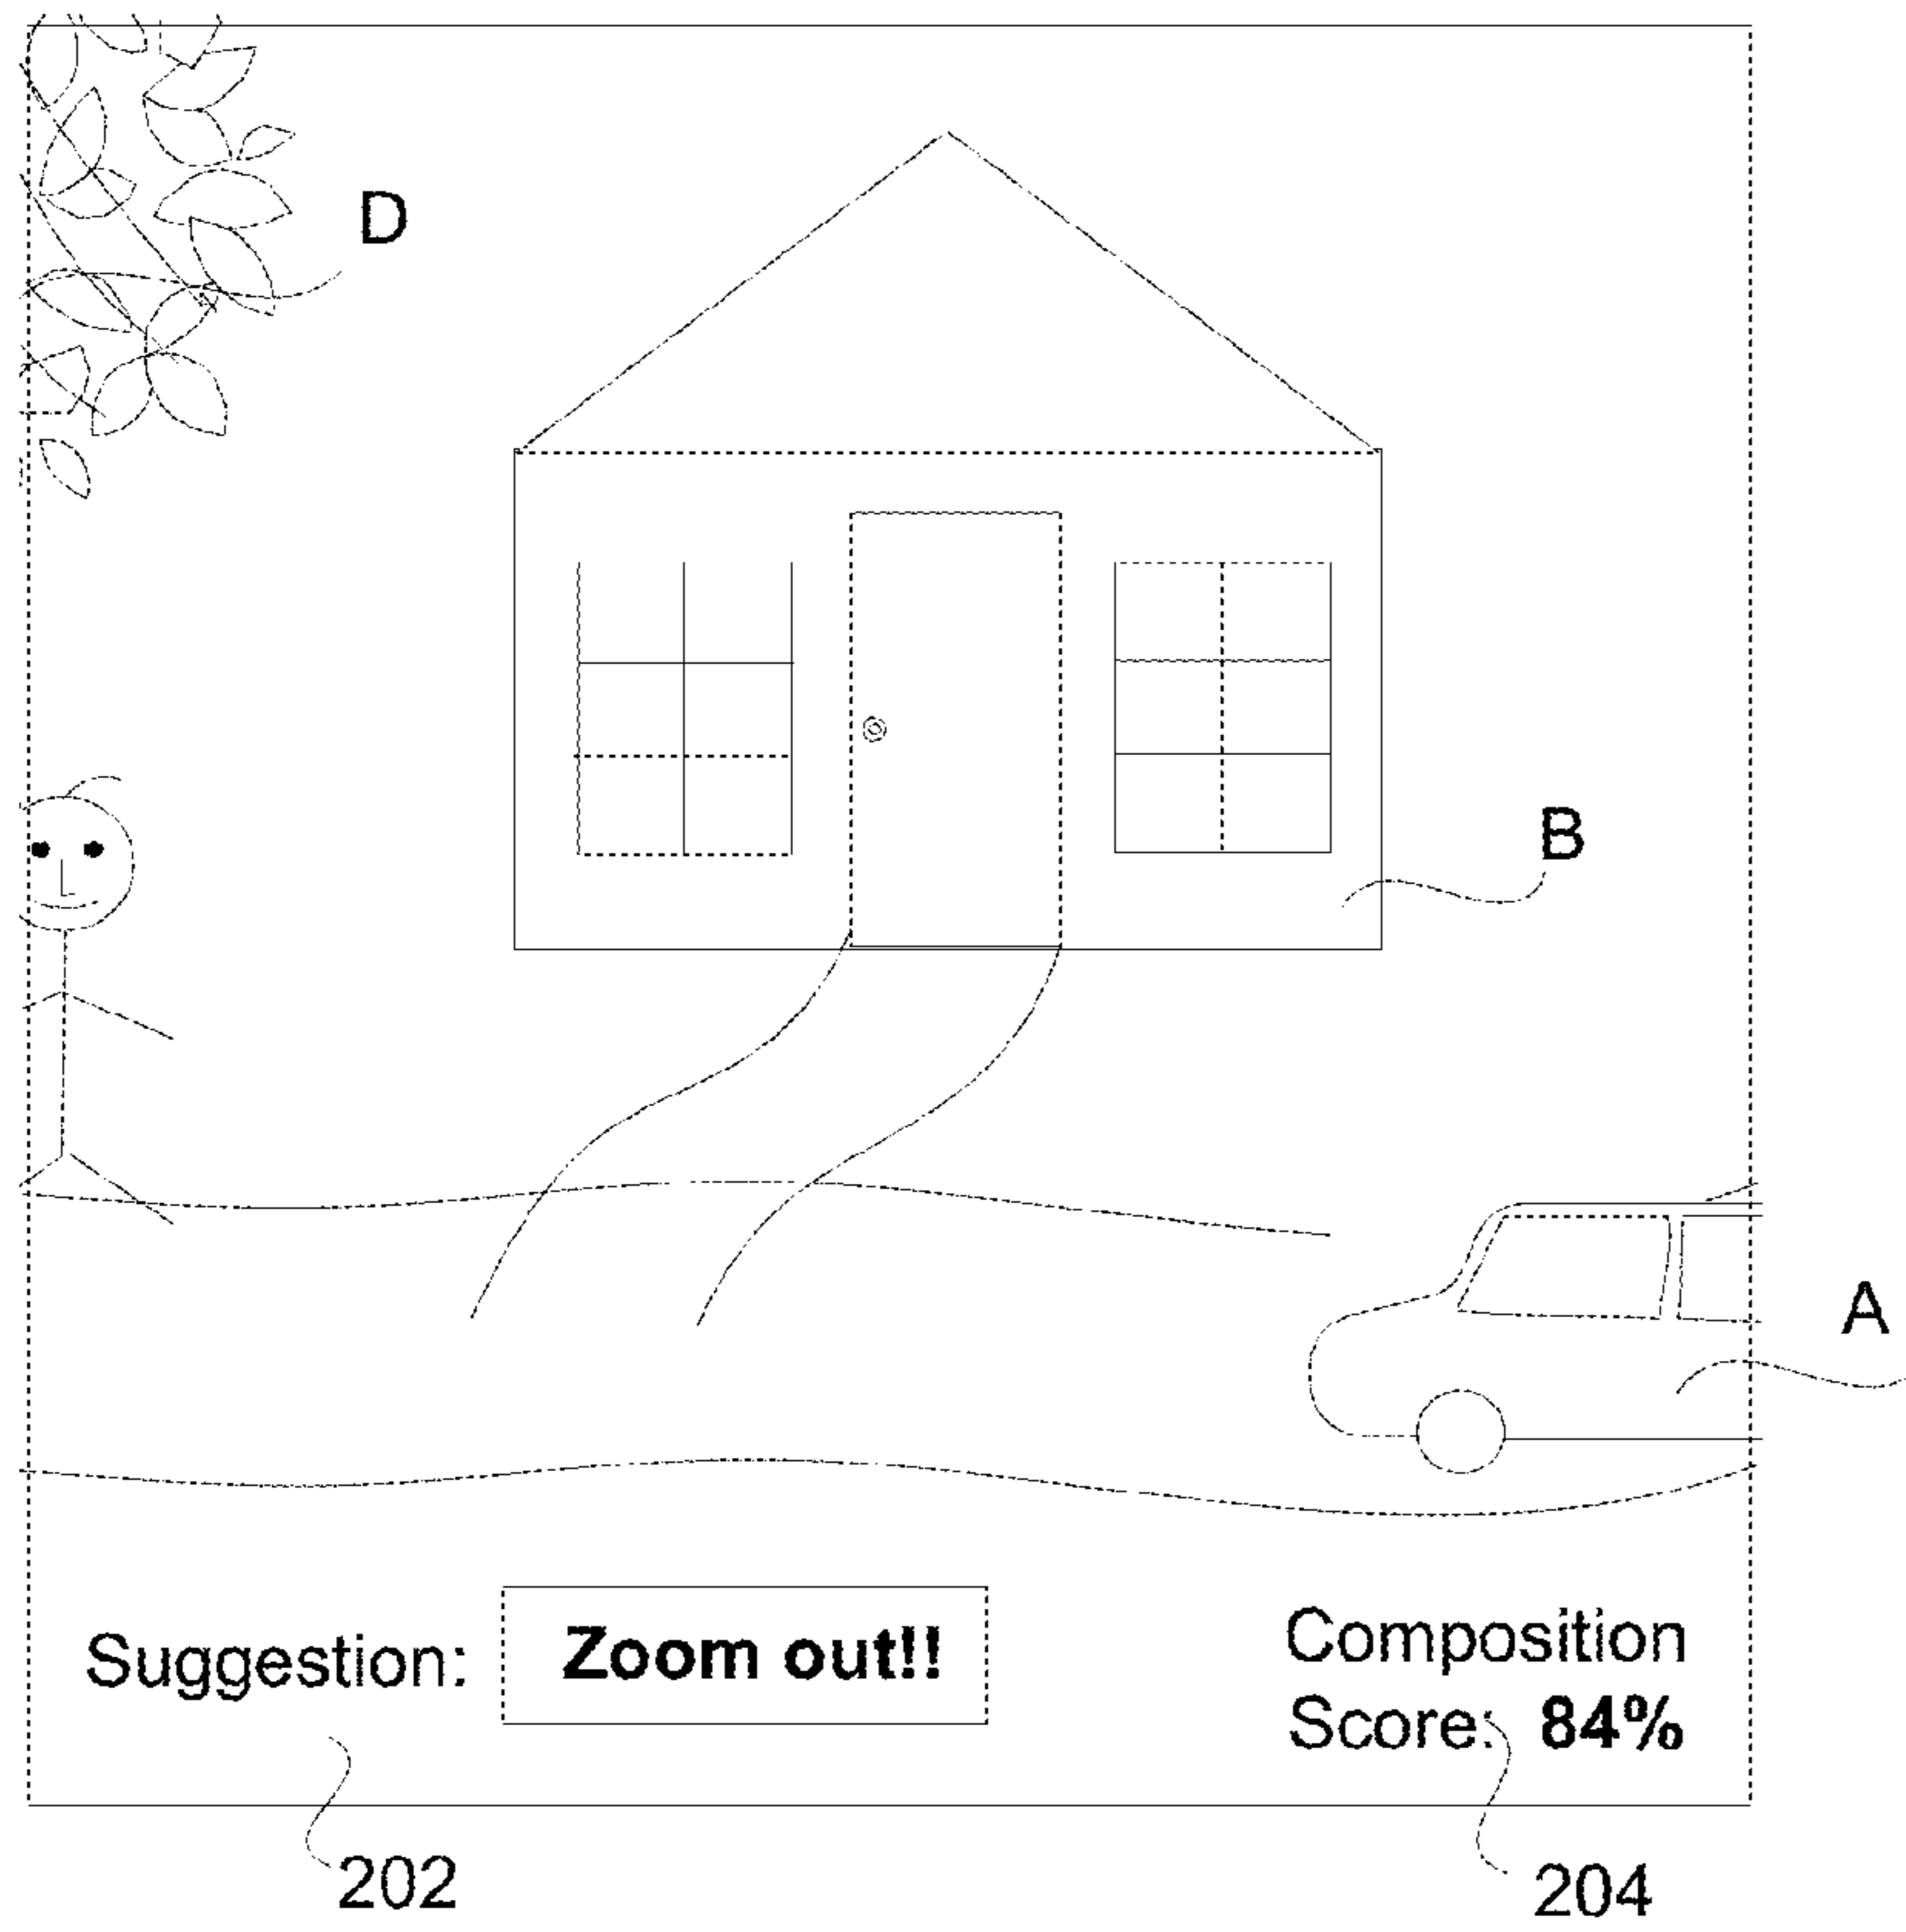 D
B
A
Suggestion: Zoom out!!
Composition
Score: 84%
202
204